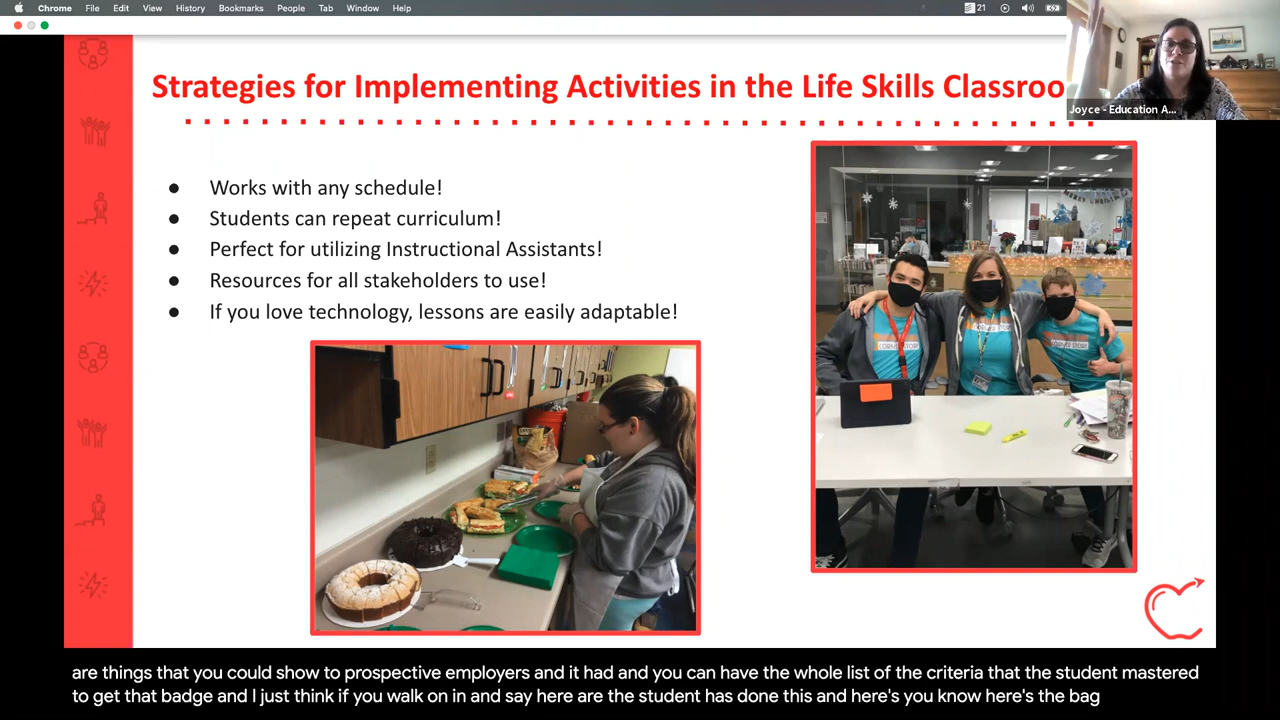 Chrome File Edit View History Bookmarks People Tab Window Help 21
Strategies for Implementing Activities in the Life Skills Classroo
Joyce - Education A...
● Works with any schedule!
● Students can repeat curriculum!
● Perfect for utilizing Instructional Assistants!
● Resources for all stakeholders to use!
● If you love technology, lessons are easily adaptable!
CORNER STORE
are things that you could show to prospective employers and it had and you can have the whole list of the criteria that the student mastered
to get that badge and I just think if you walk on in and say here are the student has done this and here's you know here's the bag